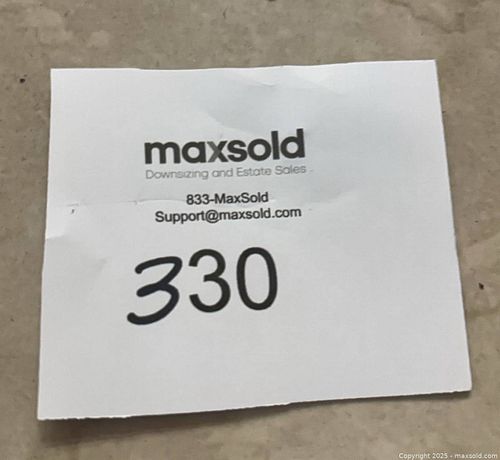 maxsold
Downsizing and Estate Sales
833-MaxSold
Support@maxsold.com
330
Copyright 2025 - maxsold.com